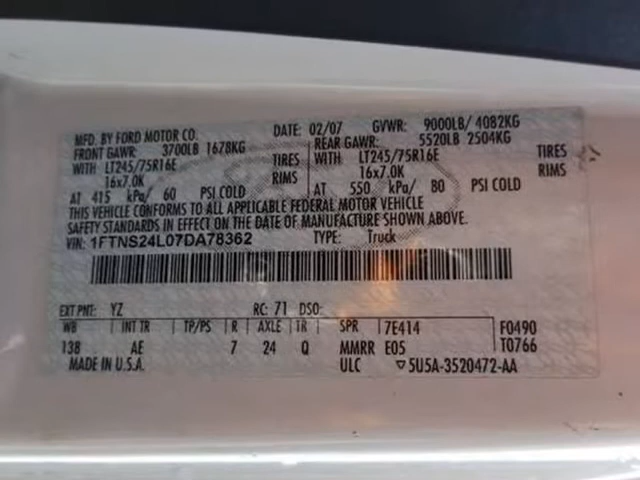 MFD. BY FORD MOTOR CO. DATE: 02/07 GVWR: 9000LB/ 4082KG
FRONT GAWR: 3700LB 1678KG REAR GAWR: 5520LB 2504KG
WITH LT245/75R16E TIRES WITH LT245/75R16E TIRES
16x7.0K RIMS 16x7.0K RIMS
AT 415 kPa/ 60 PSI COLD AT 550 kPa/ 80 PSI COLD
THIS VEHICLE CONFORMS TO ALL APPLICABLE FEDERAL MOTOR VEHICLE
SAFETY STANDARDS IN EFFECT ON THE DATE OF MANUFACTURE SHOWN ABOVE.
VIN: 1FTNS24L07DA78362 TYPE: Truck
EXT PNT: YZ RC: 71 DSO:
WB INT TR TP/PS R AXLE TR SPR 7E414 F0490
138 AE 7 24 Q MMRR E05 T0766
MADE IN U.S.A. ULC ▽5U5A-3520472-AA